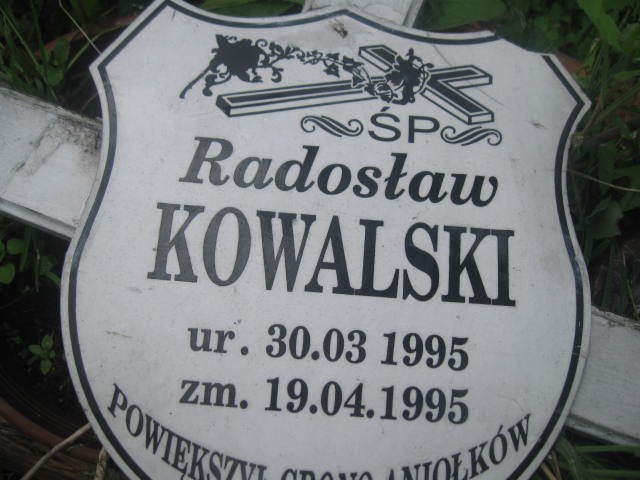 ŚP
Radosław
KOWALSKI
ur. 30.03 1995
zm. 19.04.1995
POWIĘKSZYŁ GRONO ANIOŁKÓW